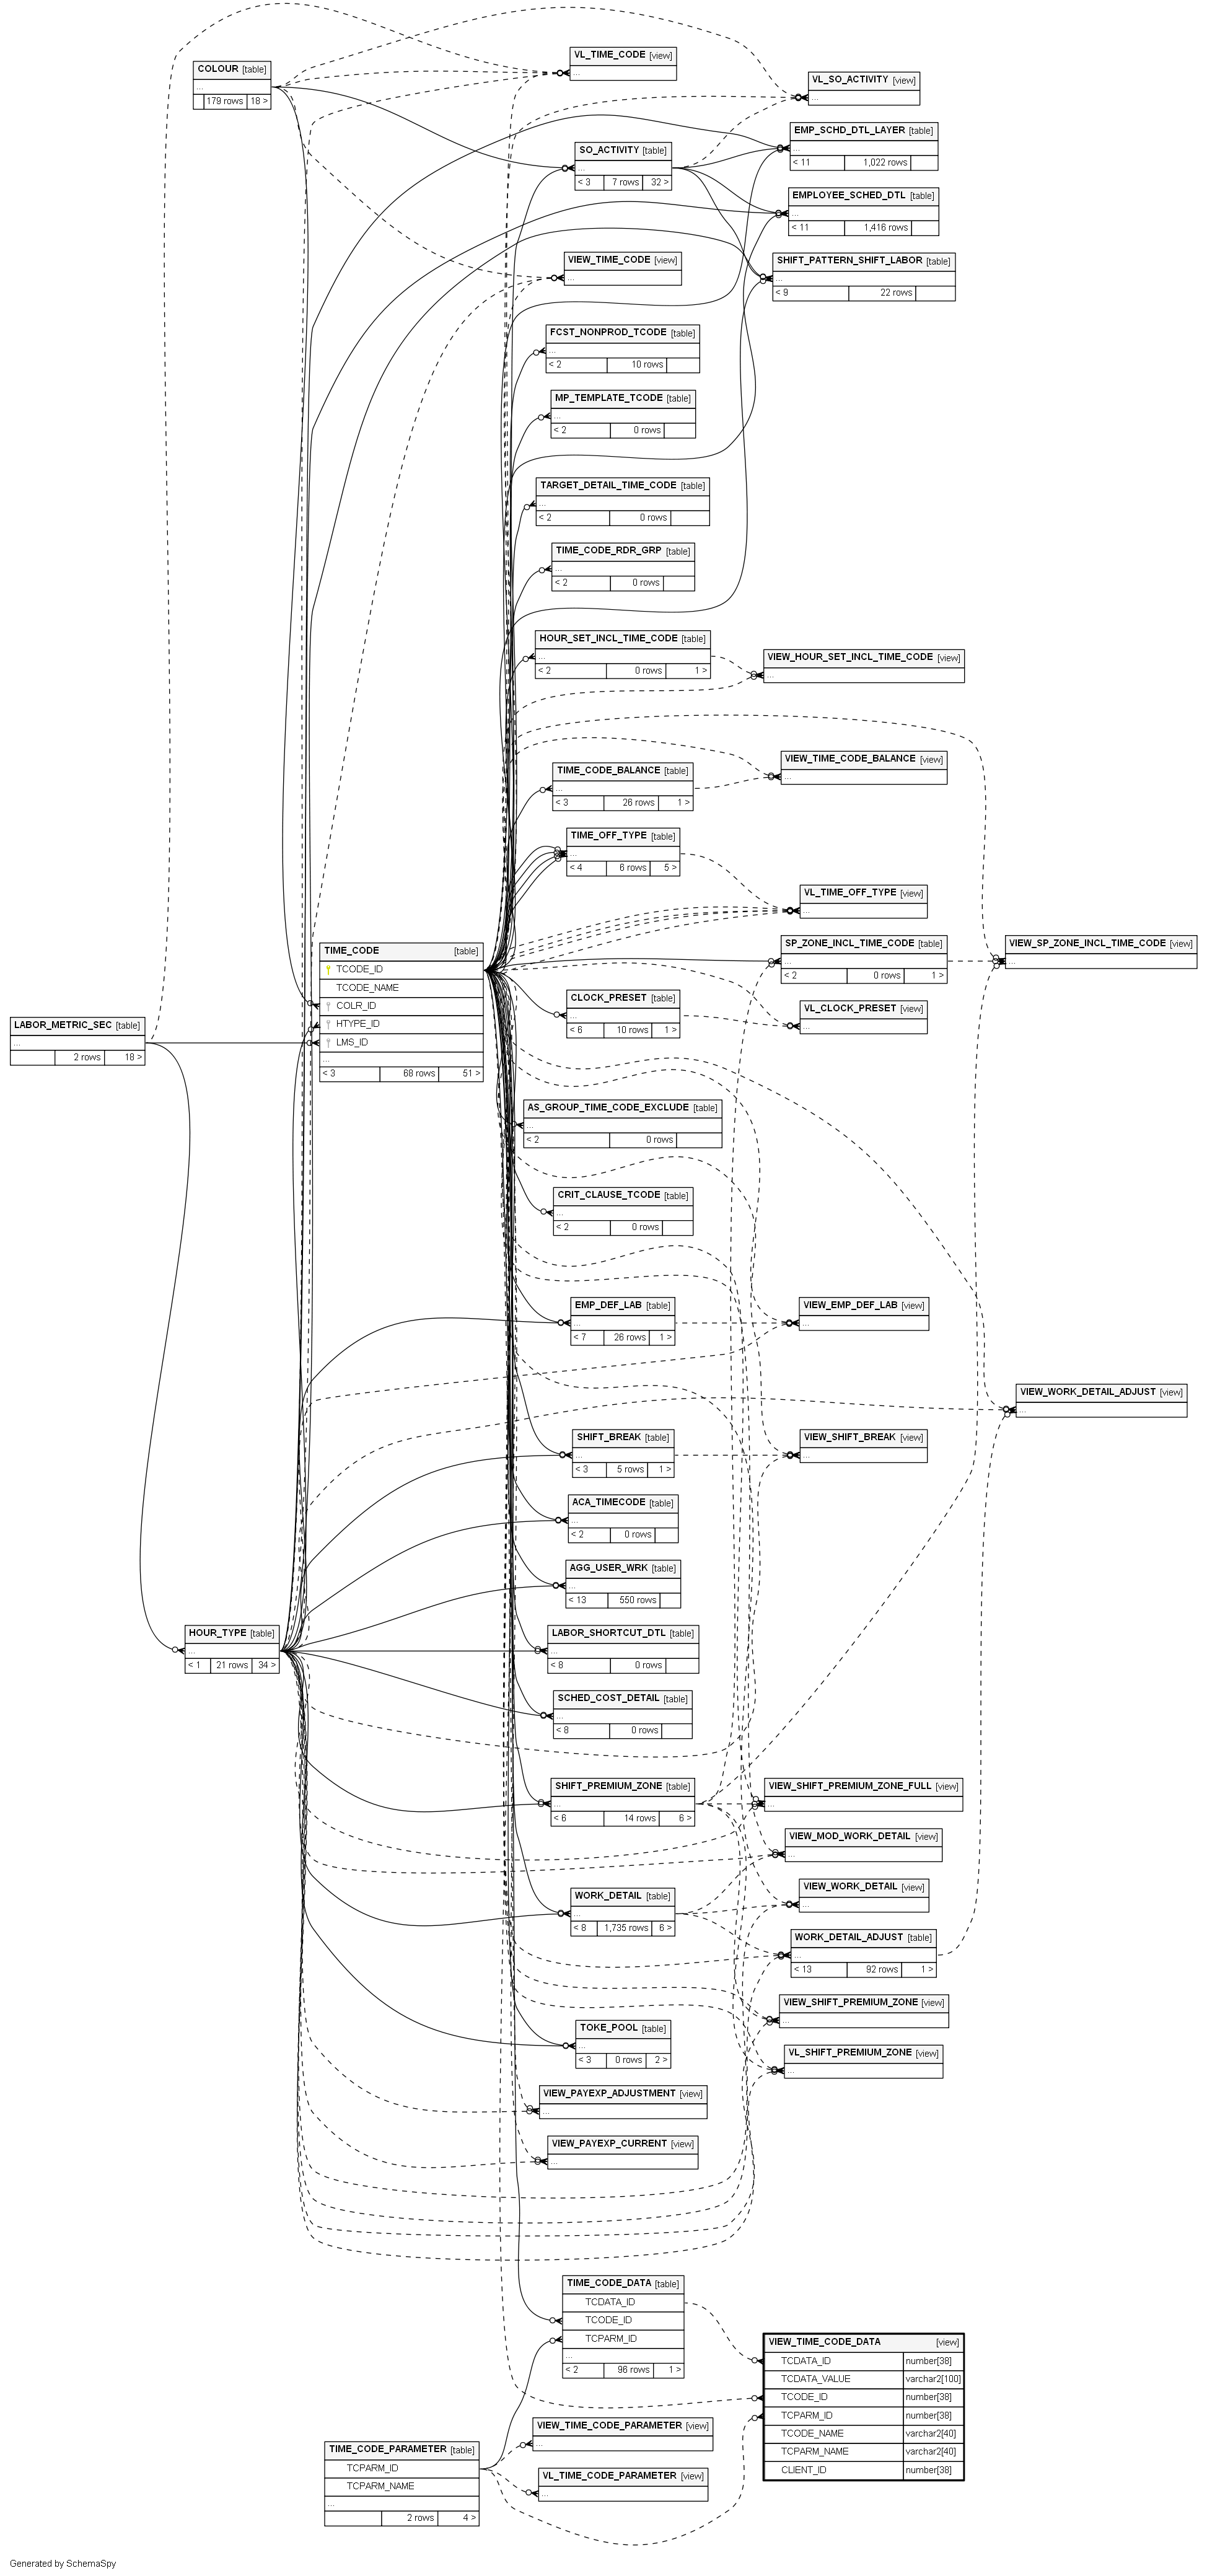 VL_TIME_CODE [view]
...
COLOUR [table]
...
179 rows 18 >
VL_SO_ACTIVITY [view]
...
EMP_SCHD_DTL_LAYER [table]
...
< 11 1,022 rows
SO_ACTIVITY [table]
...
< 3 7 rows 32 >
EMPLOYEE_SCHED_DTL [table]
...
< 11 1,416 rows
VIEW_TIME_CODE [view]
...
SHIFT_PATTERN_SHIFT_LABOR [table]
...
< 9 22 rows
FCST_NONPROD_TCODE [table]
...
< 2 10 rows
MP_TEMPLATE_TCODE [table]
...
< 2 0 rows
TARGET_DETAIL_TIME_CODE [table]
...
< 2 0 rows
TIME_CODE_RDR_GRP [table]
...
< 2 0 rows
HOUR_SET_INCL_TIME_CODE [table]
...
< 2 0 rows 1 >
VIEW_HOUR_SET_INCL_TIME_CODE [view]
...
VIEW_TIME_CODE_BALANCE [view]
...
TIME_CODE_BALANCE [table]
...
< 3 26 rows 1 >
TIME_OFF_TYPE [table]
...
< 4 6 rows 5 >
VL_TIME_OFF_TYPE [view]
...
TIME_CODE [table]
TCODE_ID
TCODE_NAME
COLR_ID
HTYPE_ID
LMS_ID
...
< 3 68 rows 51 >
SP_ZONE_INCL_TIME_CODE [table]
...
< 2 0 rows 1 >
VIEW_SP_ZONE_INCL_TIME_CODE [view]
...
CLOCK_PRESET [table]
...
< 6 10 rows 1 >
VL_CLOCK_PRESET [view]
...
LABOR_METRIC_SEC [table]
...
2 rows 18 >
AS_GROUP_TIME_CODE_EXCLUDE [table]
...
< 2 0 rows
CRIT_CLAUSE_TCODE [table]
...
< 2 0 rows
EMP_DEF_LAB [table]
...
< 7 26 rows 1 >
VIEW_EMP_DEF_LAB [view]
...
VIEW_WORK_DETAIL_ADJUST [view]
...
SHIFT_BREAK [table]
...
< 3 5 rows 1 >
VIEW_SHIFT_BREAK [view]
...
ACA_TIMECODE [table]
...
< 2 0 rows
AGG_USER_WRK [table]
...
< 13 550 rows
HOUR_TYPE [table]
...
< 1 21 rows 34 >
LABOR_SHORTCUT_DTL [table]
...
< 8 0 rows
SCHED_COST_DETAIL [table]
...
< 8 0 rows
SHIFT_PREMIUM_ZONE [table]
...
< 6 14 rows 6 >
VIEW_SHIFT_PREMIUM_ZONE_FULL [view]
...
VIEW_MOD_WORK_DETAIL [view]
...
WORK_DETAIL [table]
...
< 8 1,735 rows 6 >
VIEW_WORK_DETAIL [view]
...
WORK_DETAIL_ADJUST [table]
...
< 13 92 rows 1 >
VIEW_SHIFT_PREMIUM_ZONE [view]
...
TOKE_POOL [table]
...
< 3 0 rows 2 >
VL_SHIFT_PREMIUM_ZONE [view]
...
VIEW_PAYEXP_ADJUSTMENT [view]
...
VIEW_PAYEXP_CURRENT [view]
...
TIME_CODE_DATA [table]
TCDATA_ID
TCODE_ID
TCPARM_ID
...
< 2 96 rows 1 >
VIEW_TIME_CODE_DATA [view]
TCDATA_ID number[38]
TCDATA_VALUE varchar2[100]
TCODE_ID number[38]
TCPARM_ID number[38]
TCODE_NAME varchar2[40]
TCPARM_NAME varchar2[40]
CLIENT_ID number[38]
VIEW_TIME_CODE_PARAMETER [view]
...
TIME_CODE_PARAMETER [table]
TCPARM_ID
TCPARM_NAME
...
2 rows 4 >
VL_TIME_CODE_PARAMETER [view]
...
Generated by SchemaSpy